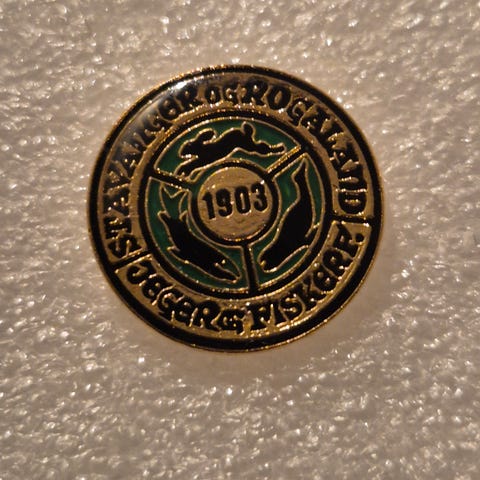 STAVANGER OG ROGALAND
JEGER OG FISKERF.
1903